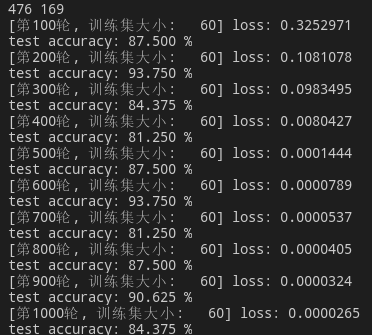 476 169
[第100轮, 训练集大小:   60] loss: 0.3252971
test accuracy: 87.500 %
[第200轮, 训练集大小:   60] loss: 0.1081078
test accuracy: 93.750 %
[第300轮, 训练集大小:   60] loss: 0.0983495
test accuracy: 84.375 %
[第400轮, 训练集大小:   60] loss: 0.0080427
test accuracy: 81.250 %
[第500轮, 训练集大小:   60] loss: 0.0001444
test accuracy: 87.500 %
[第600轮, 训练集大小:   60] loss: 0.0000789
test accuracy: 93.750 %
[第700轮, 训练集大小:   60] loss: 0.0000537
test accuracy: 81.250 %
[第800轮, 训练集大小:   60] loss: 0.0000405
test accuracy: 87.500 %
[第900轮, 训练集大小:   60] loss: 0.0000324
test accuracy: 90.625 %
[第1000轮, 训练集大小:   60] loss: 0.0000265
test accuracy: 84.375 %